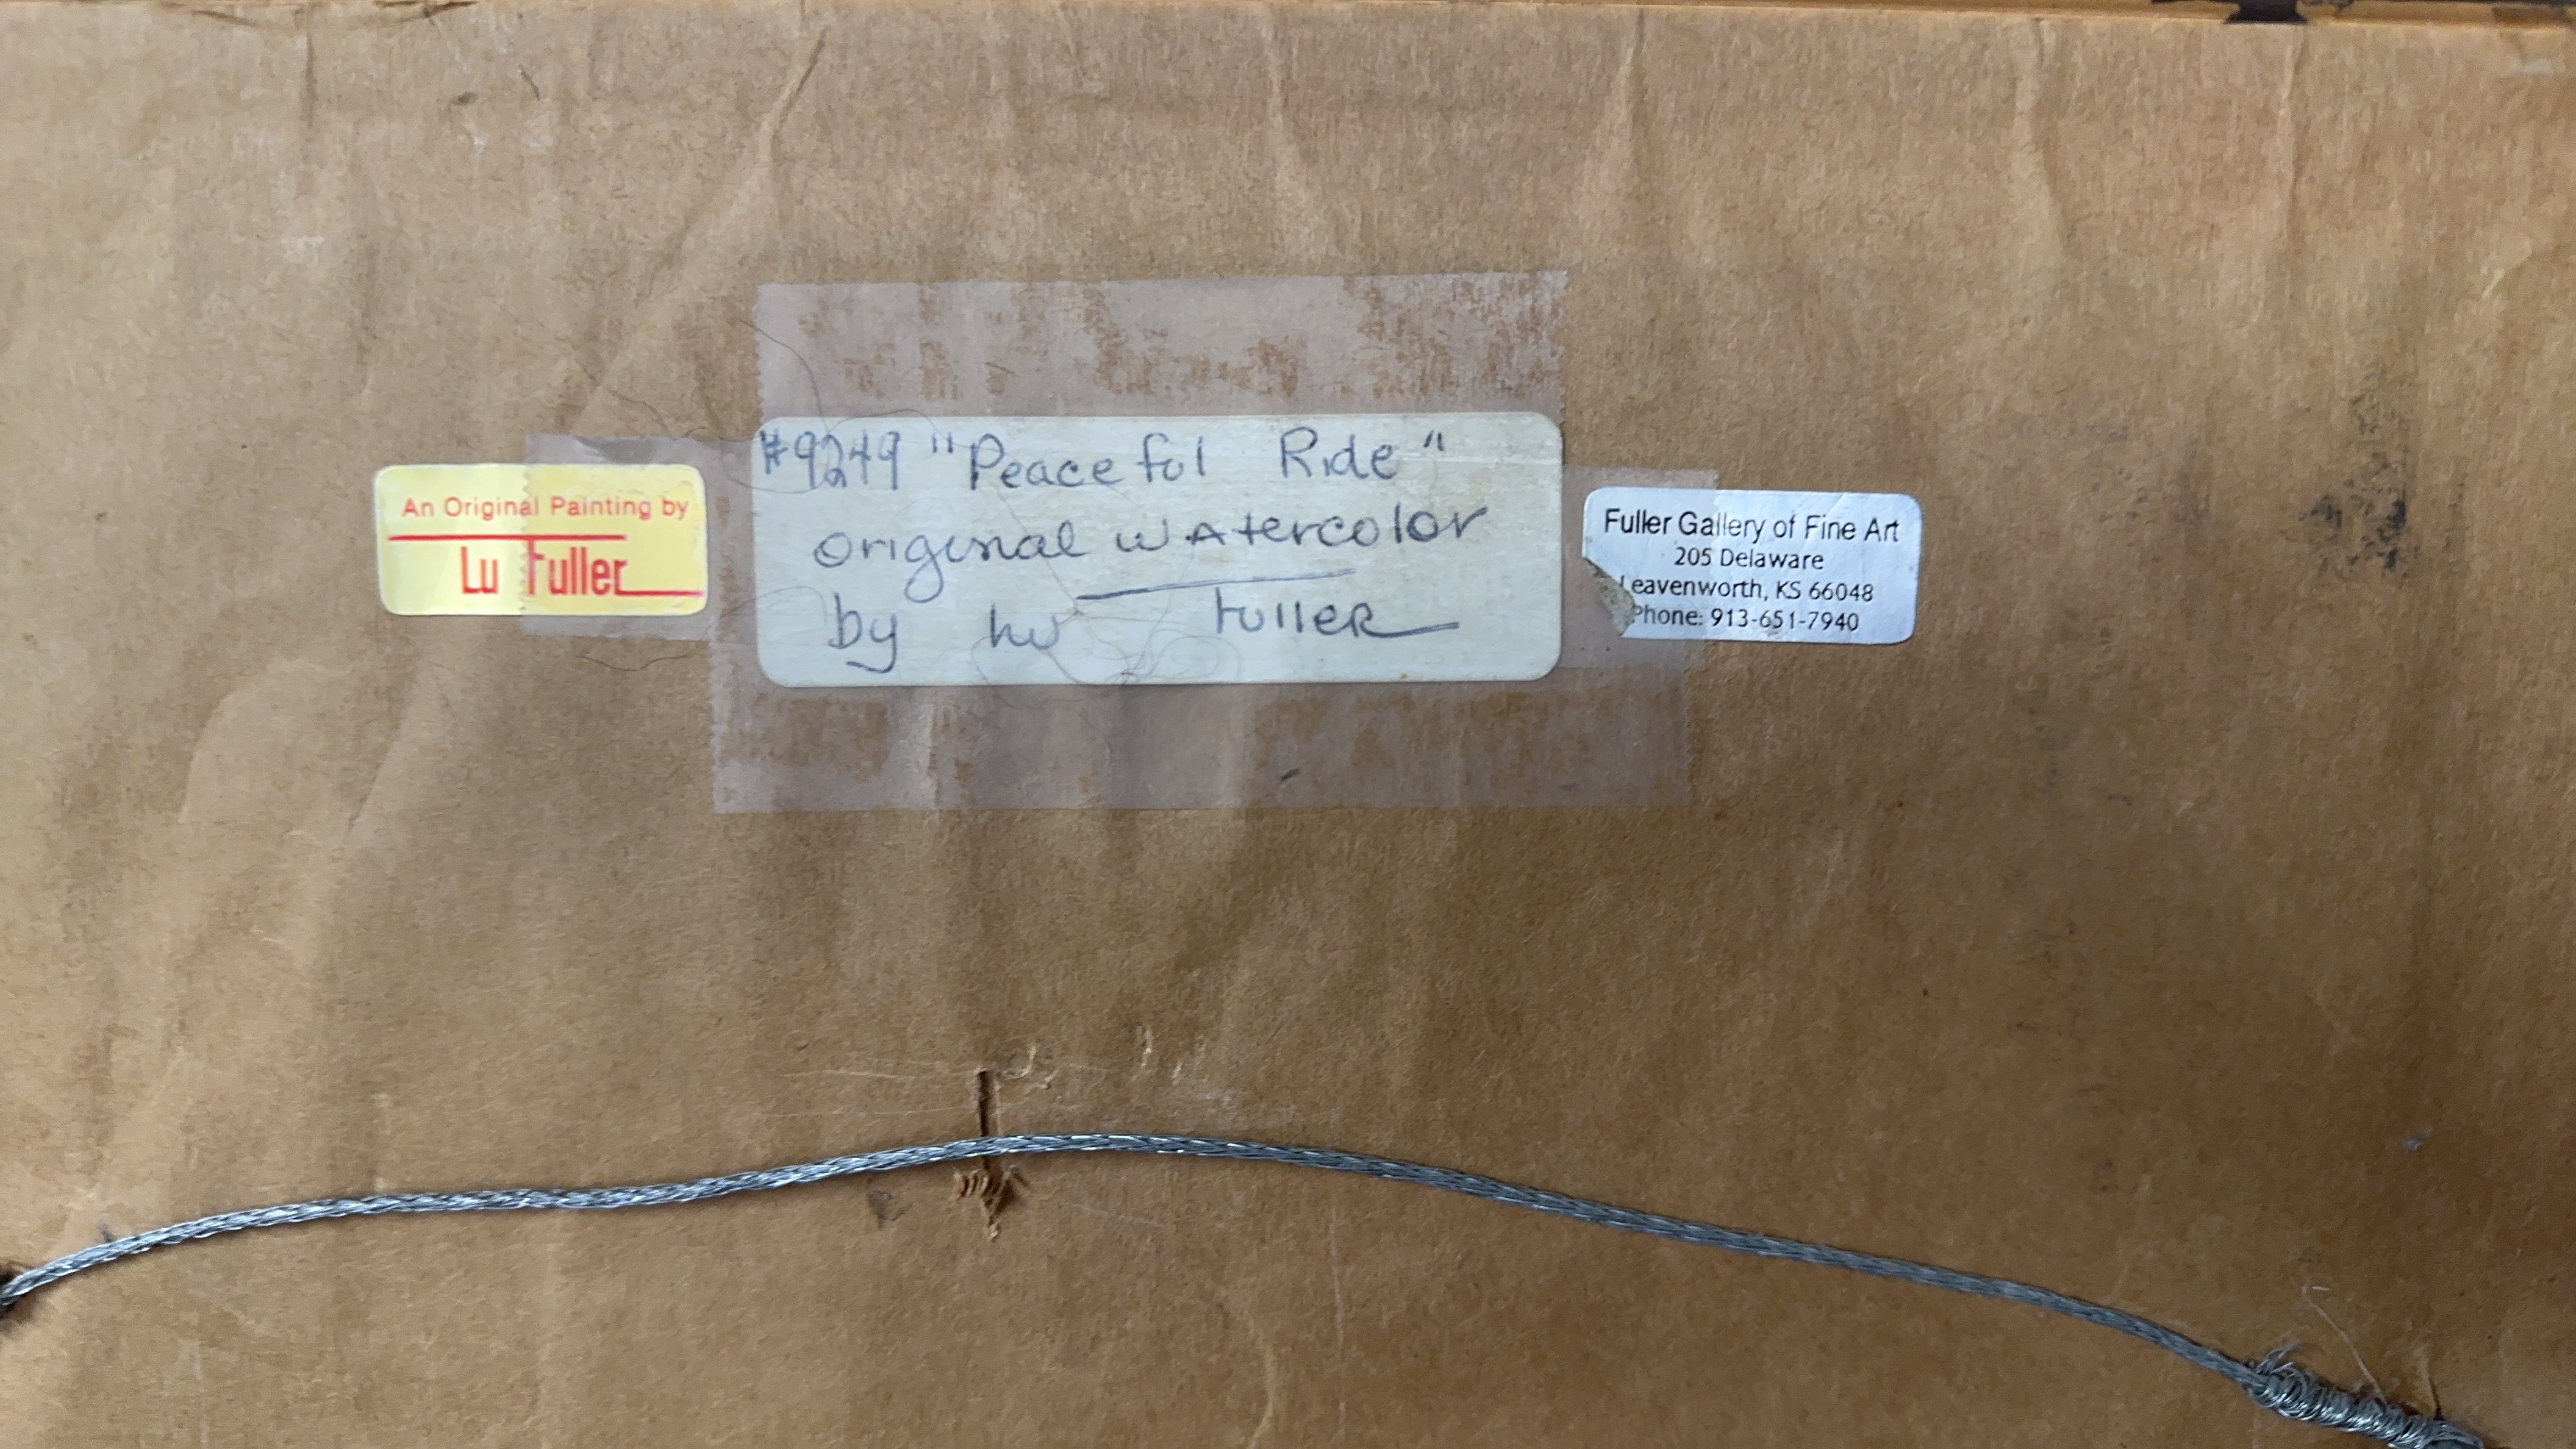 An Original Painting by
Lu Fuller
#9249 "Peaceful Ride"
original watercolor
by Lu Fuller
Fuller Gallery of Fine Art
205 Delaware
Leavenworth, KS 66048
Phone: 913-651-7940